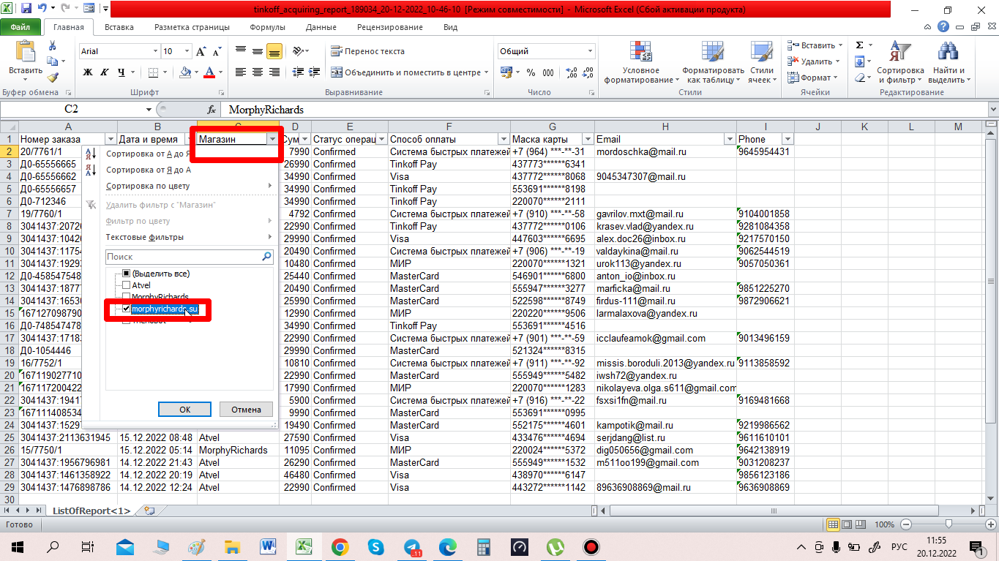 tinkoff_acquiring_report_189034_20-12-2022_10-46-10 [Режим совместимости] - Microsoft Excel (Сбой активации продукта)
Файл Главная Вставка Разметка страницы Формулы Данные Рецензирование Вид
Вставить Arial 10 Перенос текста Общий Условное форматирование Форматировать как таблицу Стили ячеек Вставить Сортировка и фильтр Найти и выделить
Ж К Ч Объединить и поместить в центре % 000 Удалить
Формат
Буфер обмена Шрифт Выравнивание Число Стили Ячейки Редактирование
C2 fx MorphyRichards
A B C D E F G H I J K L M
1 Номер заказа Дата и время Магазин Сум Статус операц Способ оплаты Маска карты Email Phone
2 20/7761/1 7990 Confirmed Система быстрых платежей +7 (964) ***-**-31 mordoschka@mail.ru 9645954431
3 Д0-65556665 26990 Confirmed Tinkoff Pay 437773******6341
4 Д0-65556662 34990 Confirmed Visa 437772******8068 9045347307@mail.ru
5 Д0-65556657 34990 Confirmed Tinkoff Pay 553691******8198
6 Д0-712346 34990 Confirmed Tinkoff Pay 220070******2111
7 19/7760/1 4792 Confirmed Система быстрых платежей +7 (910) ***-**-58 gavrilov.mxt@mail.ru 9104001858
8 3041437:20720 22990 Confirmed Tinkoff Pay 437772******0106 krasev.vlad@yandex.ru 9281084358
9 3041437:10420 29990 Confirmed Visa 447603******6695 alex.doc26@inbox.ru 9217570150
10 3041437:11754 20490 Confirmed Система быстрых платежей +7 (906) ***-**-19 valdaykina@mail.ru 9062544519
11 3041437:19292 10480 Confirmed МИР 220070******1321 urok113@yandex.ru 9057050361
12 Д0-458547548 25440 Confirmed MasterCard 546901******6800 anton_io@inbox.ru
13 3041437:18777 20490 Confirmed MasterCard 555947******3277 marficka@mail.ru 9851225270
14 3041437:16530 25990 Confirmed MasterCard 522598******8749 firdus-111@mail.ru 9872906621
15 167127098790 12990 Confirmed МИР 220220******9506 larmalaxova@yandex.ru
16 Д0-748547478 34990 Confirmed Tinkoff Pay 553691******4516
17 3041437:17183 22990 Confirmed Система быстрых платежей +7 (901) ***-**-59 icclaufeamok@gmail.com 9013496159
18 Д0-1054446 29990 Confirmed MasterCard 521324******8315
19 16/7752/1 10810 Confirmed Система быстрых платежей +7 (911) ***-**-92 missis.boroduli.2013@yandex.ru 9113858592
20 167119027710 22990 Confirmed MasterCard 555949******5482 iwsh72@yandex.ru
21 167117200422 17990 Confirmed МИР 220070******1283 nikolayeva.olga.s611@gmail.com
22 3041437:19417 5900 Confirmed Система быстрых платежей +7 (916) ***-**-22 fsxsi1fn@mail.ru 9169481668
23 167111408534 9990 Confirmed MasterCard 553691******0995
24 3041437:15297 19490 Confirmed MasterCard 552175******4601 kampotik@mail.ru 9219986562
25 3041437:2113631945 15.12.2022 08:48 Atvel 27590 Confirmed Visa 433476******4694 serjdang@list.ru 9611610101
26 15/7750/1 15.12.2022 05:14 MorphyRichards 11095 Confirmed МИР 220024******5372 dig050656@gmail.com 9642138919
27 3041437:1956796981 14.12.2022 21:43 Atvel 26290 Confirmed MasterCard 555949******1532 m511oo199@gmail.com 9031208237
28 3041437:1461358922 14.12.2022 20:19 Atvel 46480 Confirmed Visa 438970******6147 9856123186
29 3041437:1476898786 14.12.2022 12:24 Atvel 22990 Confirmed Visa 443272******1142 89636908869@mail.ru 9636908869
30
Сортировка от А до Я
Сортировка от Я до А
Сортировка по цвету
Удалить фильтр с "Магазин"
Фильтр по цвету
Текстовые фильтры
Поиск
(Выделить все)
Atvel
MorphyRichards
morphyrichards.su
ОК Отмена
ListOfReport<1>
Готово 100%
..11 РУС 11:55
20.12.2022 1